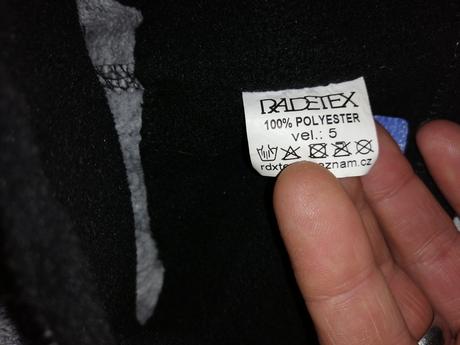 RADETEX
100% POLYESTER
vel.: 5